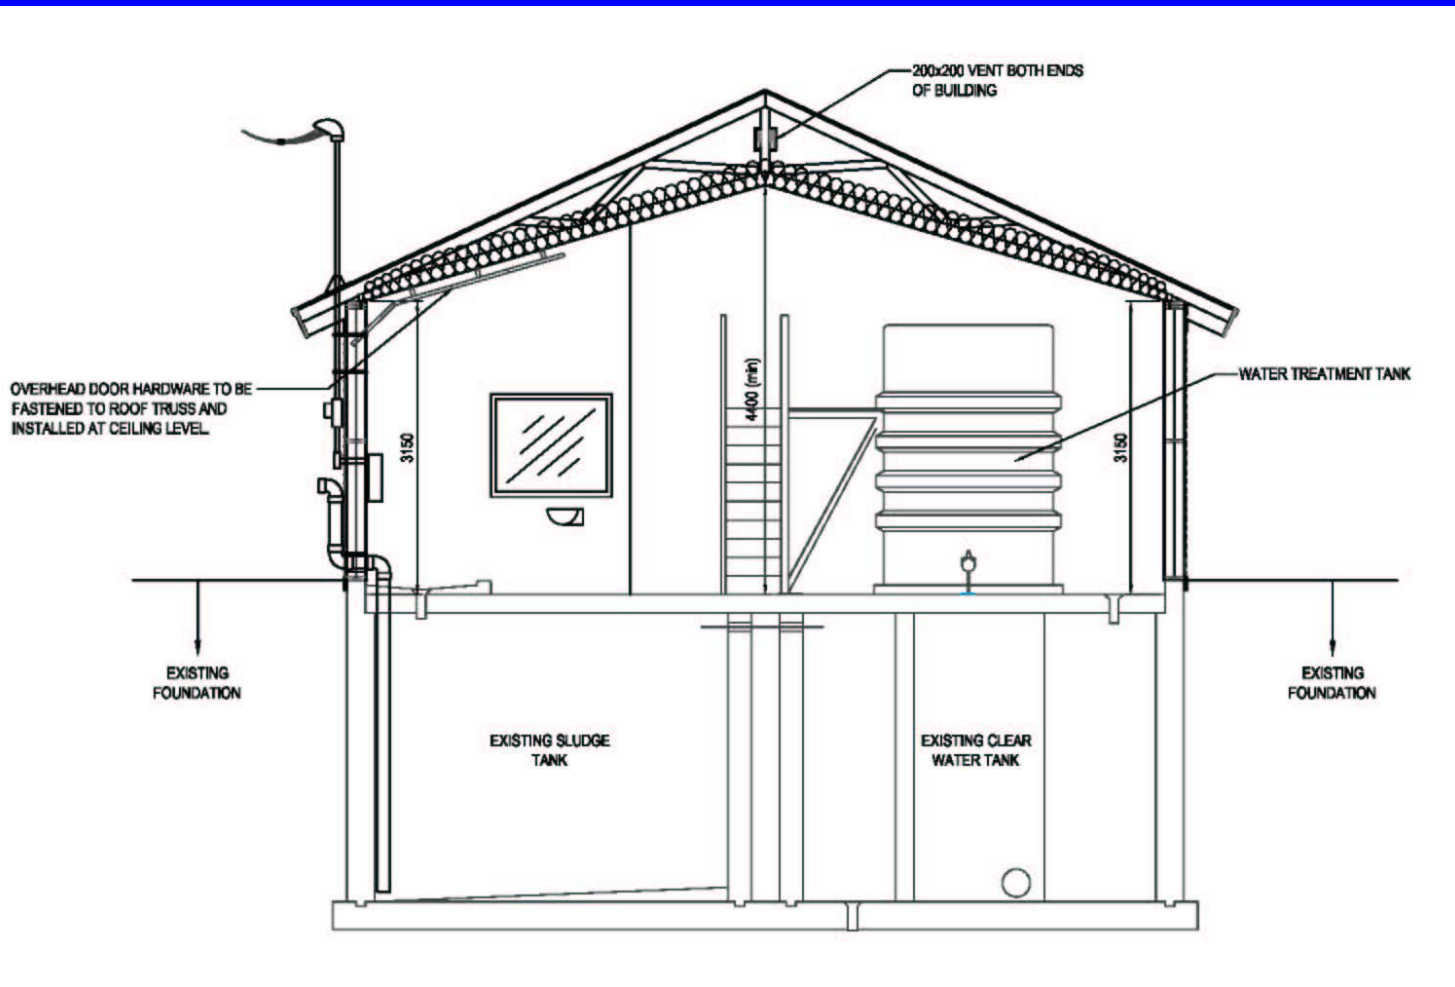 200x200 VENT BOTH ENDS
OF BUILDING
OVERHEAD DOOR HARDWARE TO BE
FASTENED TO ROOF TRUSS AND
INSTALLED AT CEILING LEVEL.
3150
4400 (min)
3150
WATER TREATMENT TANK
EXISTING
FOUNDATION
EXISTING
FOUNDATION
EXISTING SLUDGE
TANK
EXISTING CLEAR
WATER TANK